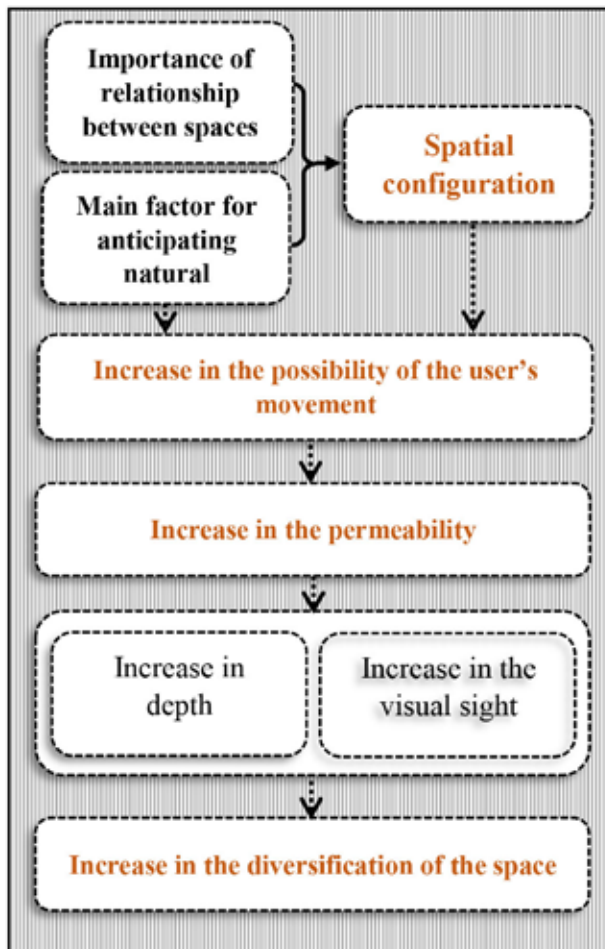 Importance of
relationship
between spaces
Spatial
configuration
Main factor for
anticipating
natural
Increase in the possibility of the user's
movement
Increase in the permeability
Increase in
depth
Increase in the
visual sight
Increase in the diversification of the space